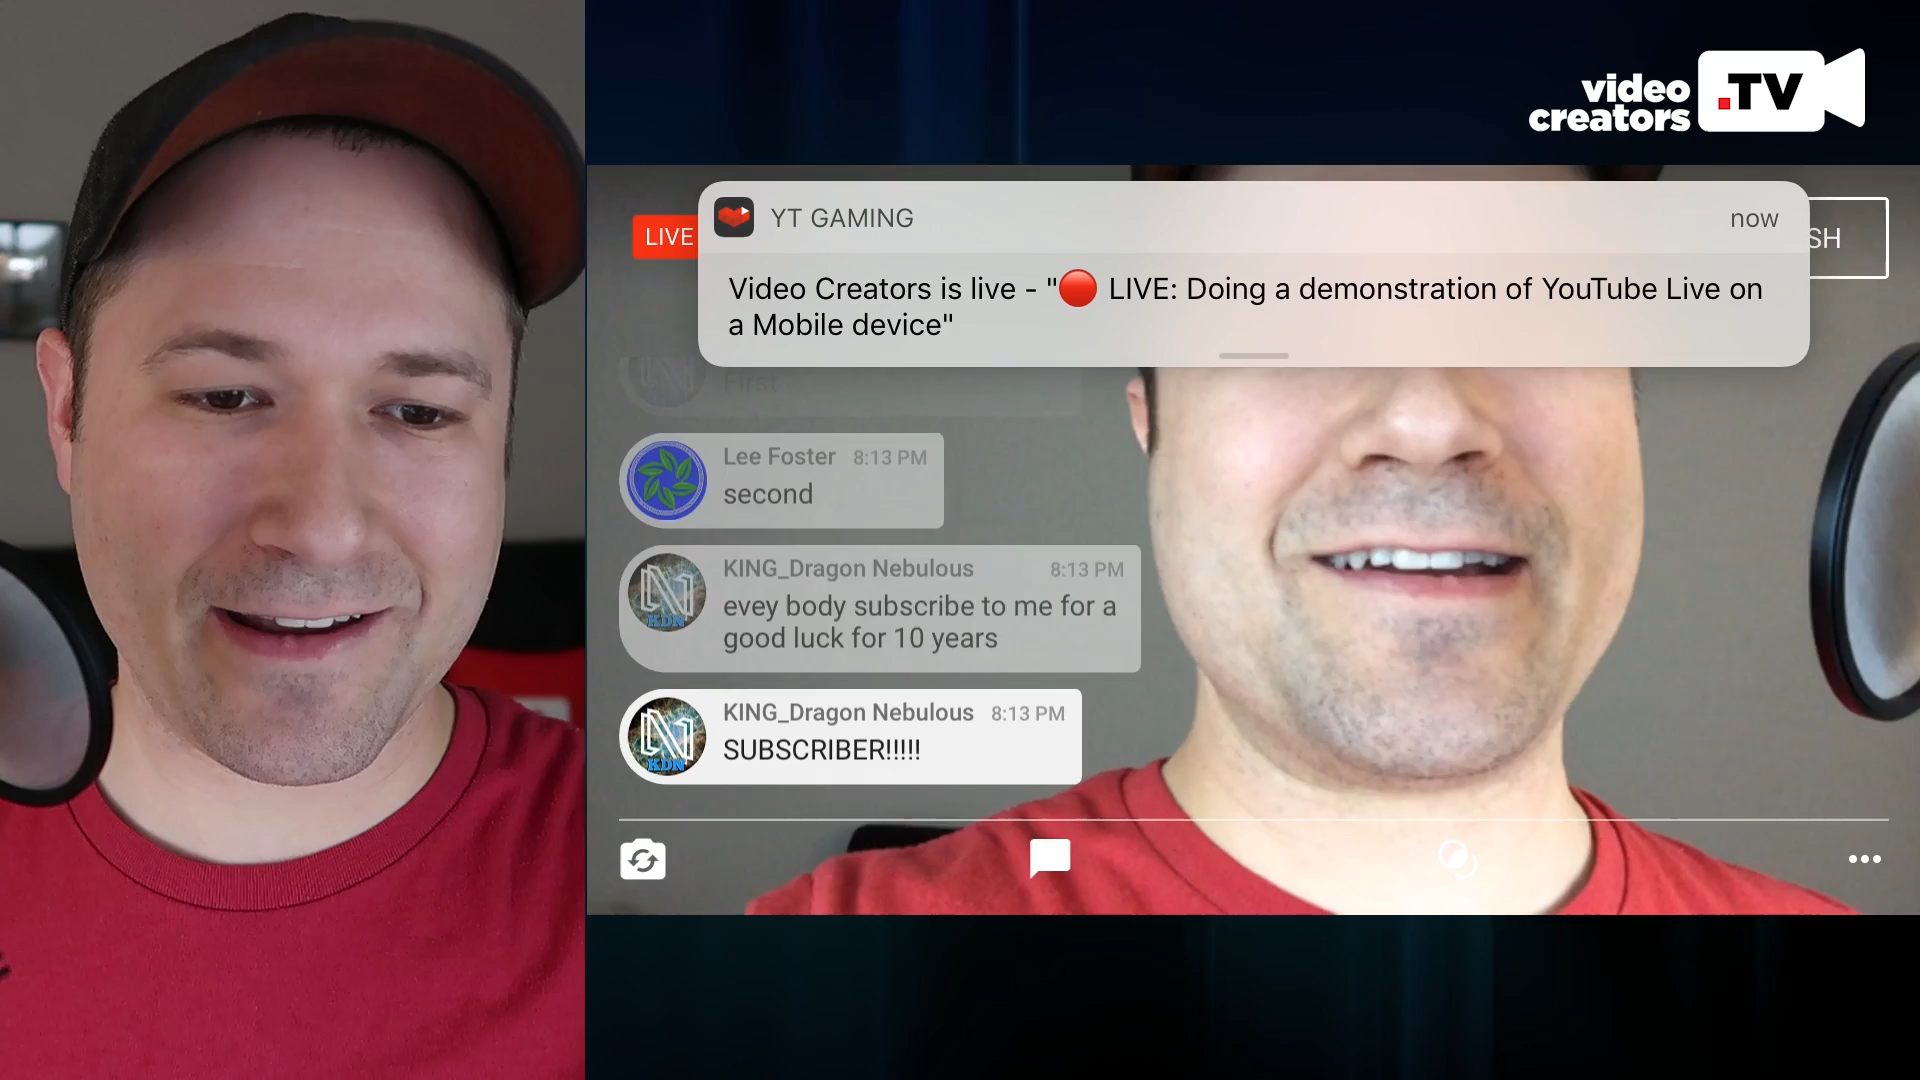 video
creators
.TV
LIVE
YT GAMING
now
SH
Video Creators is live - "🔴 LIVE: Doing a demonstration of YouTube Live on
a Mobile device"
First
Lee Foster 8:13 PM
second
KING_Dragon Nebulous 8:13 PM
evey body subscribe to me for a
good luck for 10 years
KDN
KING_Dragon Nebulous 8:13 PM
SUBSCRIBER!!!!!
KDN